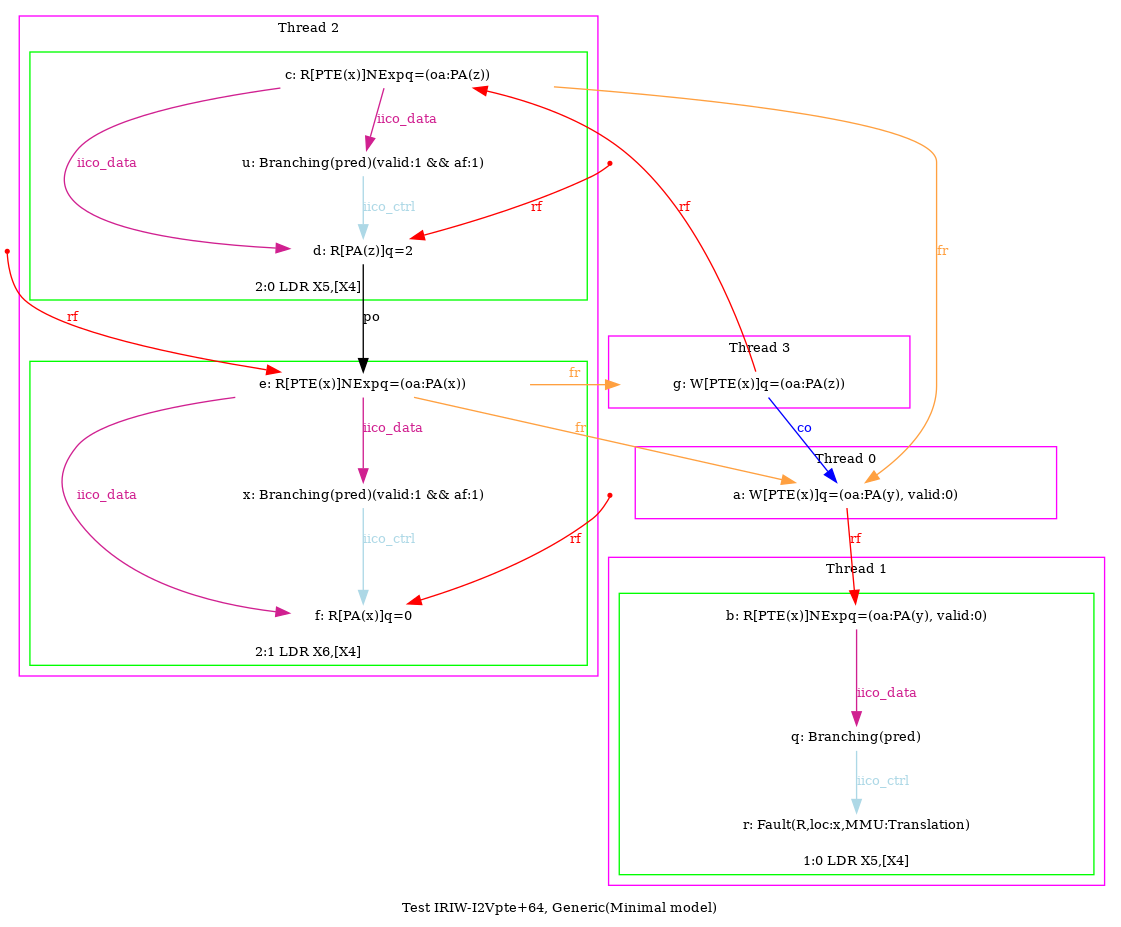 Thread 2
c: R[PTE(x)]NExpq=(oa:PA(z))
iico_data
iico_data
u: Branching(pred)(valid:1 && af:1)
iico_ctrl
rf
rf
fr
d: R[PA(z)]q=2
2:0 LDR X5,[X4]
rf
po
Thread 3
fr
e: R[PTE(x)]NExpq=(oa:PA(x))
g: W[PTE(x)]q=(oa:PA(z))
iico_data
fr
co
Thread 0
iico_data
x: Branching(pred)(valid:1 && af:1)
a: W[PTE(x)]q=(oa:PA(y), valid:0)
iico_ctrl
rf
rf
Thread 1
f: R[PA(x)]q=0
b: R[PTE(x)]NExpq=(oa:PA(y), valid:0)
2:1 LDR X6,[X4]
iico_data
q: Branching(pred)
iico_ctrl
r: Fault(R,loc:x,MMU:Translation)
1:0 LDR X5,[X4]
Test IRIW-I2Vpte+64, Generic(Minimal model)